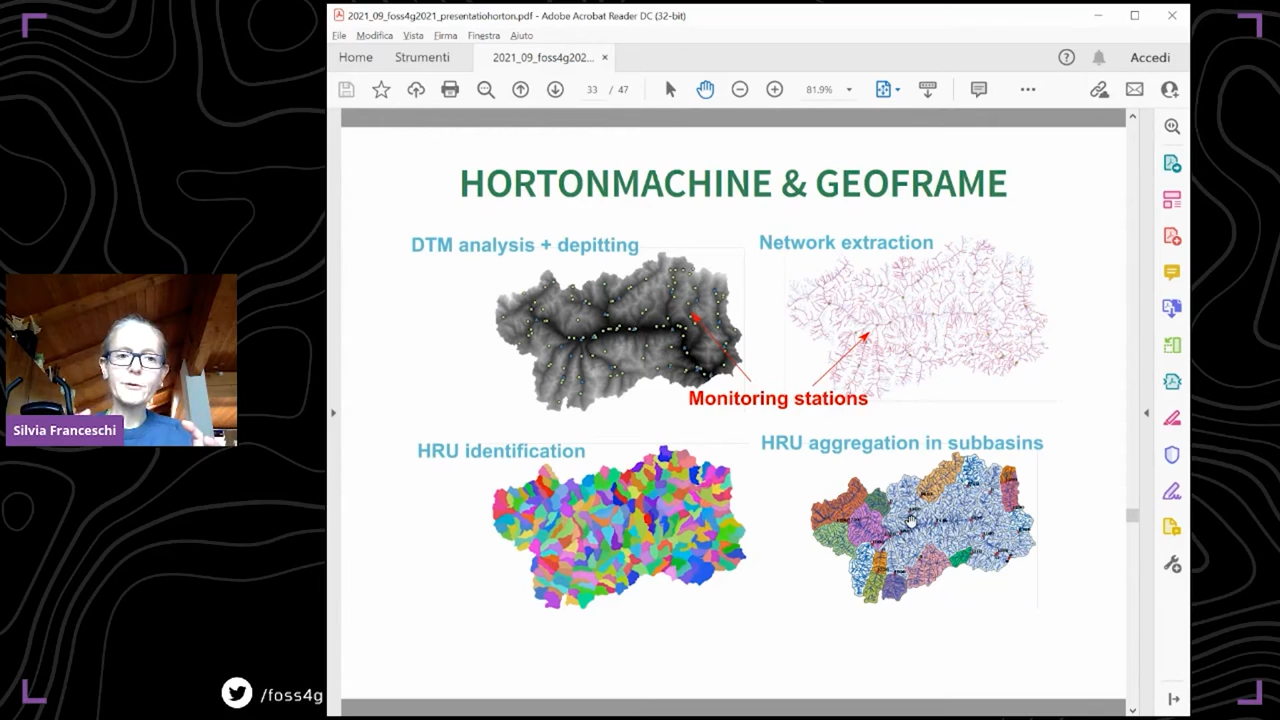 2021_09_foss4g2021_presentatiohorton.pdf - Adobe Acrobat Reader DC (32-bit)
File Modifica Vista Firma Finestra Aiuto
Home Strumenti 2021_09_foss4g202... × Accedi
33 / 47 81.9%
HORTONMACHINE & GEOFRAME
DTM analysis + depitting
Network extraction
Monitoring stations
HRU identification
HRU aggregation in subbasins
Silvia Franceschi
/foss4g